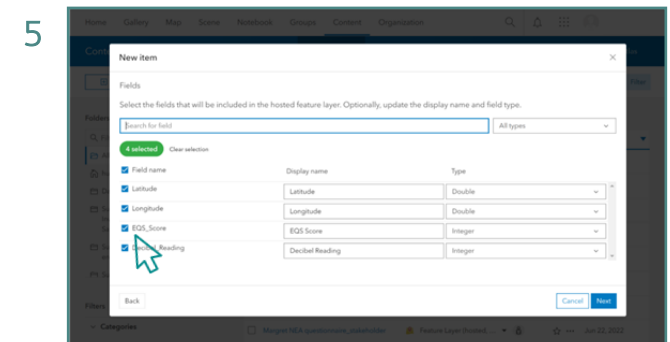 5
Home Gallery Map Scene Notebook Groups Content Organization
New item
Fields
Select the fields that will be included in the hosted feature layer. Optionally, update the display name and field type.
Search for field All types
4 selected Clear selection
Field name Display name Type
Latitude Latitude Double
Longitude Longitude Double
EQS_Score EQS Score Integer
Decibel_Reading Decibel Reading Integer
Back Cancel Next
Filters
Categories Feature Layer (hosted, ... Jun 22, 2022